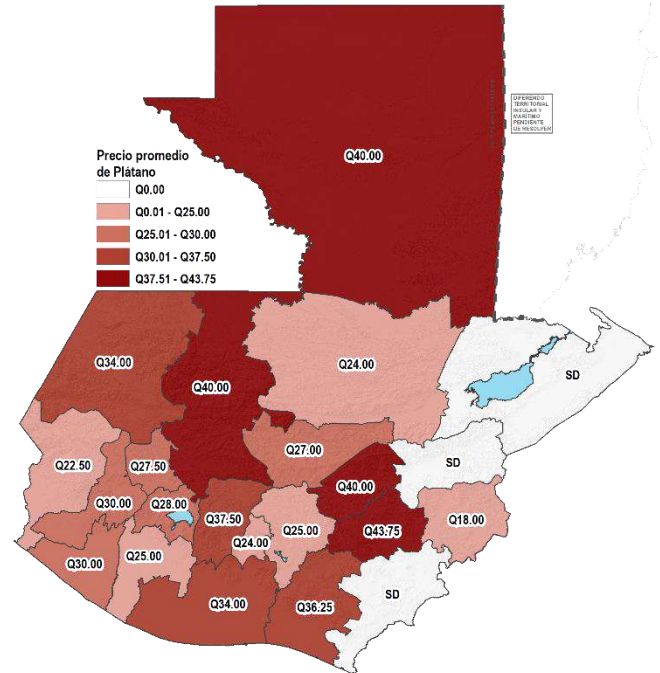 DIFERENDO
TERRITORIAL
INSULAR Y
MARÍTIMO
PENDIENTE
DE RESOLVER
Q40.00
Precio promedio
de Plátano
Q0.00
Q0.01 - Q25.00
Q25.01 - Q30.00
Q30.01 - Q37.50
Q37.51 - Q43.75
Q34.00
Q24.00
Q40.00
SD
Q27.00
SD
Q22.50
Q27.50
Q40.00
Q30.00
Q28.00
Q37.50
Q25.00
Q18.00
Q43.75
Q24.00
Q25.00
Q30.00
SD
Q34.00
Q36.25